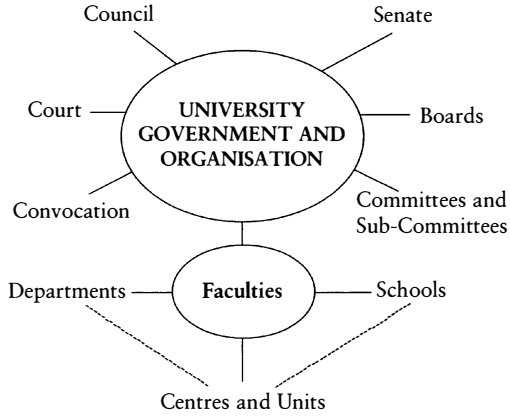 Council
Senate
Court
UNIVERSITY
GOVERNMENT AND
ORGANISATION
Boards
Convocation
Committees and
Sub-Committees
Departments
Faculties
Schools
Centres and Units